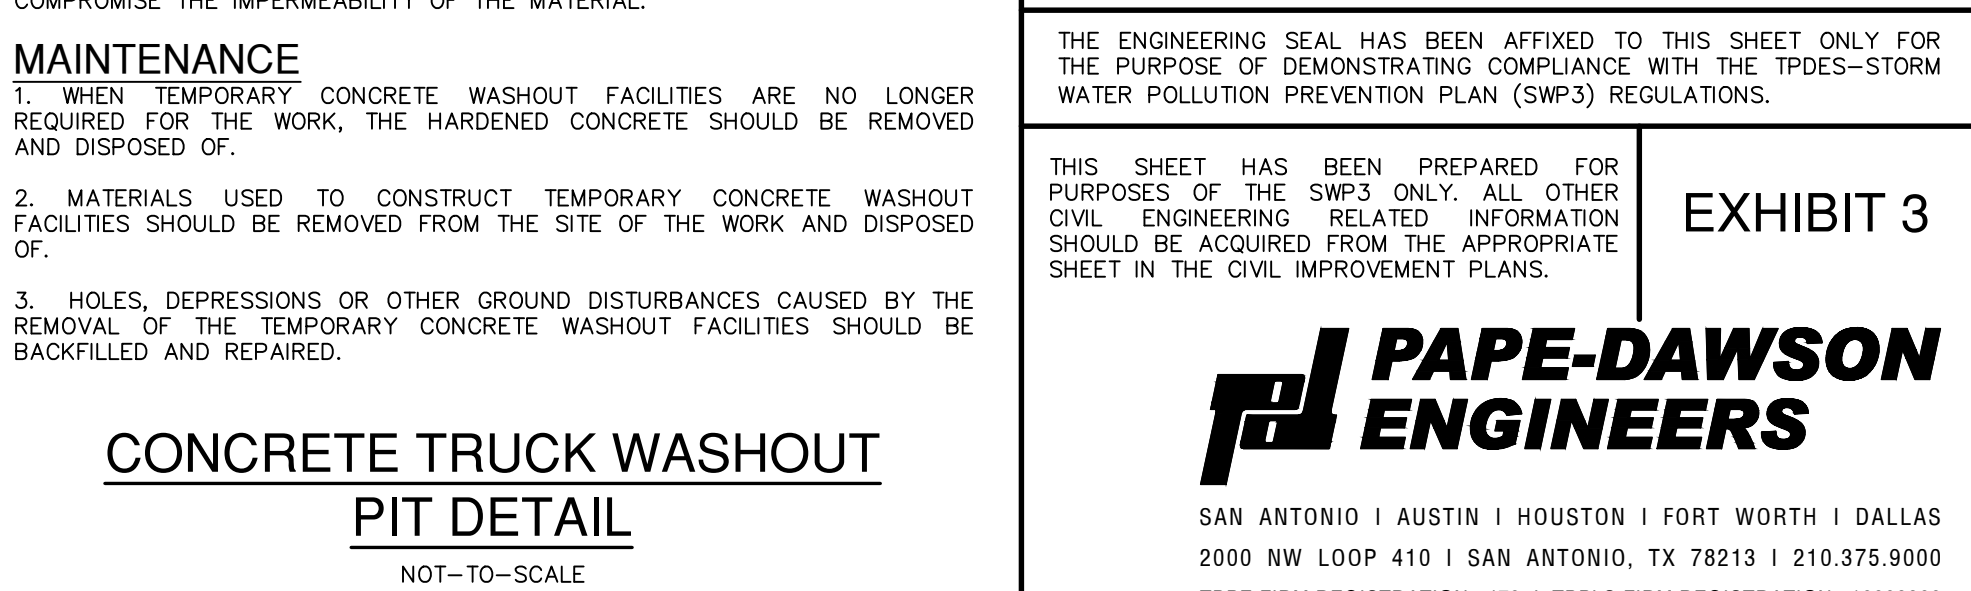 COMPROMISE THE IMPERMEABILITY OF THE MATERIAL.
MAINTENANCE
1. WHEN TEMPORARY CONCRETE WASHOUT FACILITIES ARE NO LONGER
REQUIRED FOR THE WORK, THE HARDENED CONCRETE SHOULD BE REMOVED
AND DISPOSED OF.
2. MATERIALS USED TO CONSTRUCT TEMPORARY CONCRETE WASHOUT
FACILITIES SHOULD BE REMOVED FROM THE SITE OF THE WORK AND DISPOSED
OF.
3. HOLES, DEPRESSIONS OR OTHER GROUND DISTURBANCES CAUSED BY THE
REMOVAL OF THE TEMPORARY CONCRETE WASHOUT FACILITIES SHOULD BE
BACKFILLED AND REPAIRED.
CONCRETE TRUCK WASHOUT
PIT DETAIL
NOT-TO-SCALE
THE ENGINEERING SEAL HAS BEEN AFFIXED TO THIS SHEET ONLY FOR
THE PURPOSE OF DEMONSTRATING COMPLIANCE WITH THE TPDES-STORM
WATER POLLUTION PREVENTION PLAN (SWP3) REGULATIONS.
THIS SHEET HAS BEEN PREPARED FOR
PURPOSES OF THE SWP3 ONLY. ALL OTHER
CIVIL ENGINEERING RELATED INFORMATION
SHOULD BE ACQUIRED FROM THE APPROPRIATE
SHEET IN THE CIVIL IMPROVEMENT PLANS.
EXHIBIT 3
PAPE-DAWSON
ENGINEERS
SAN ANTONIO I AUSTIN I HOUSTON I FORT WORTH I DALLAS
2000 NW LOOP 410 I SAN ANTONIO, TX 78213 I 210.375.9000